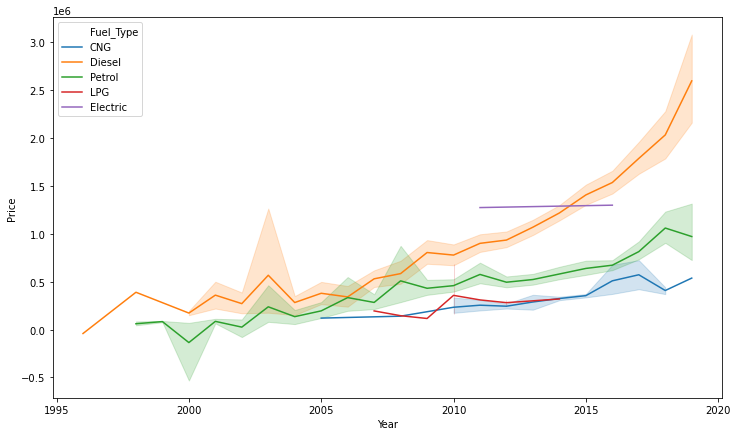 1e6
Fuel_Type
CNG
Diesel
Petrol
LPG
Electric
3.0
2.5
2.0
1.5
1.0
0.5
0.0
−0.5
Price
1995 2000 2005 2010 2015 2020
Year